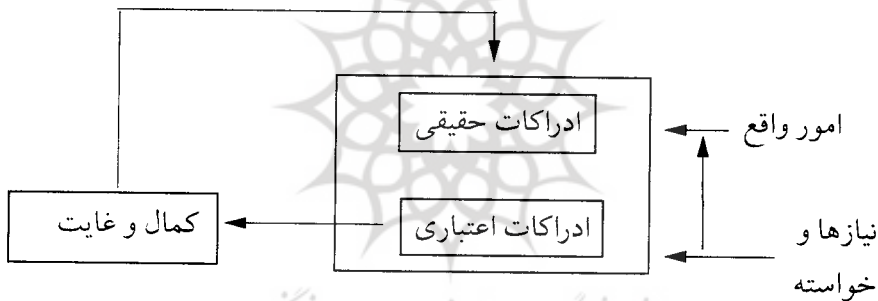 امور واقع
ادراکات حقیقی
نیازها و
خواسته
ادراکات اعتباری
کمال و غایت